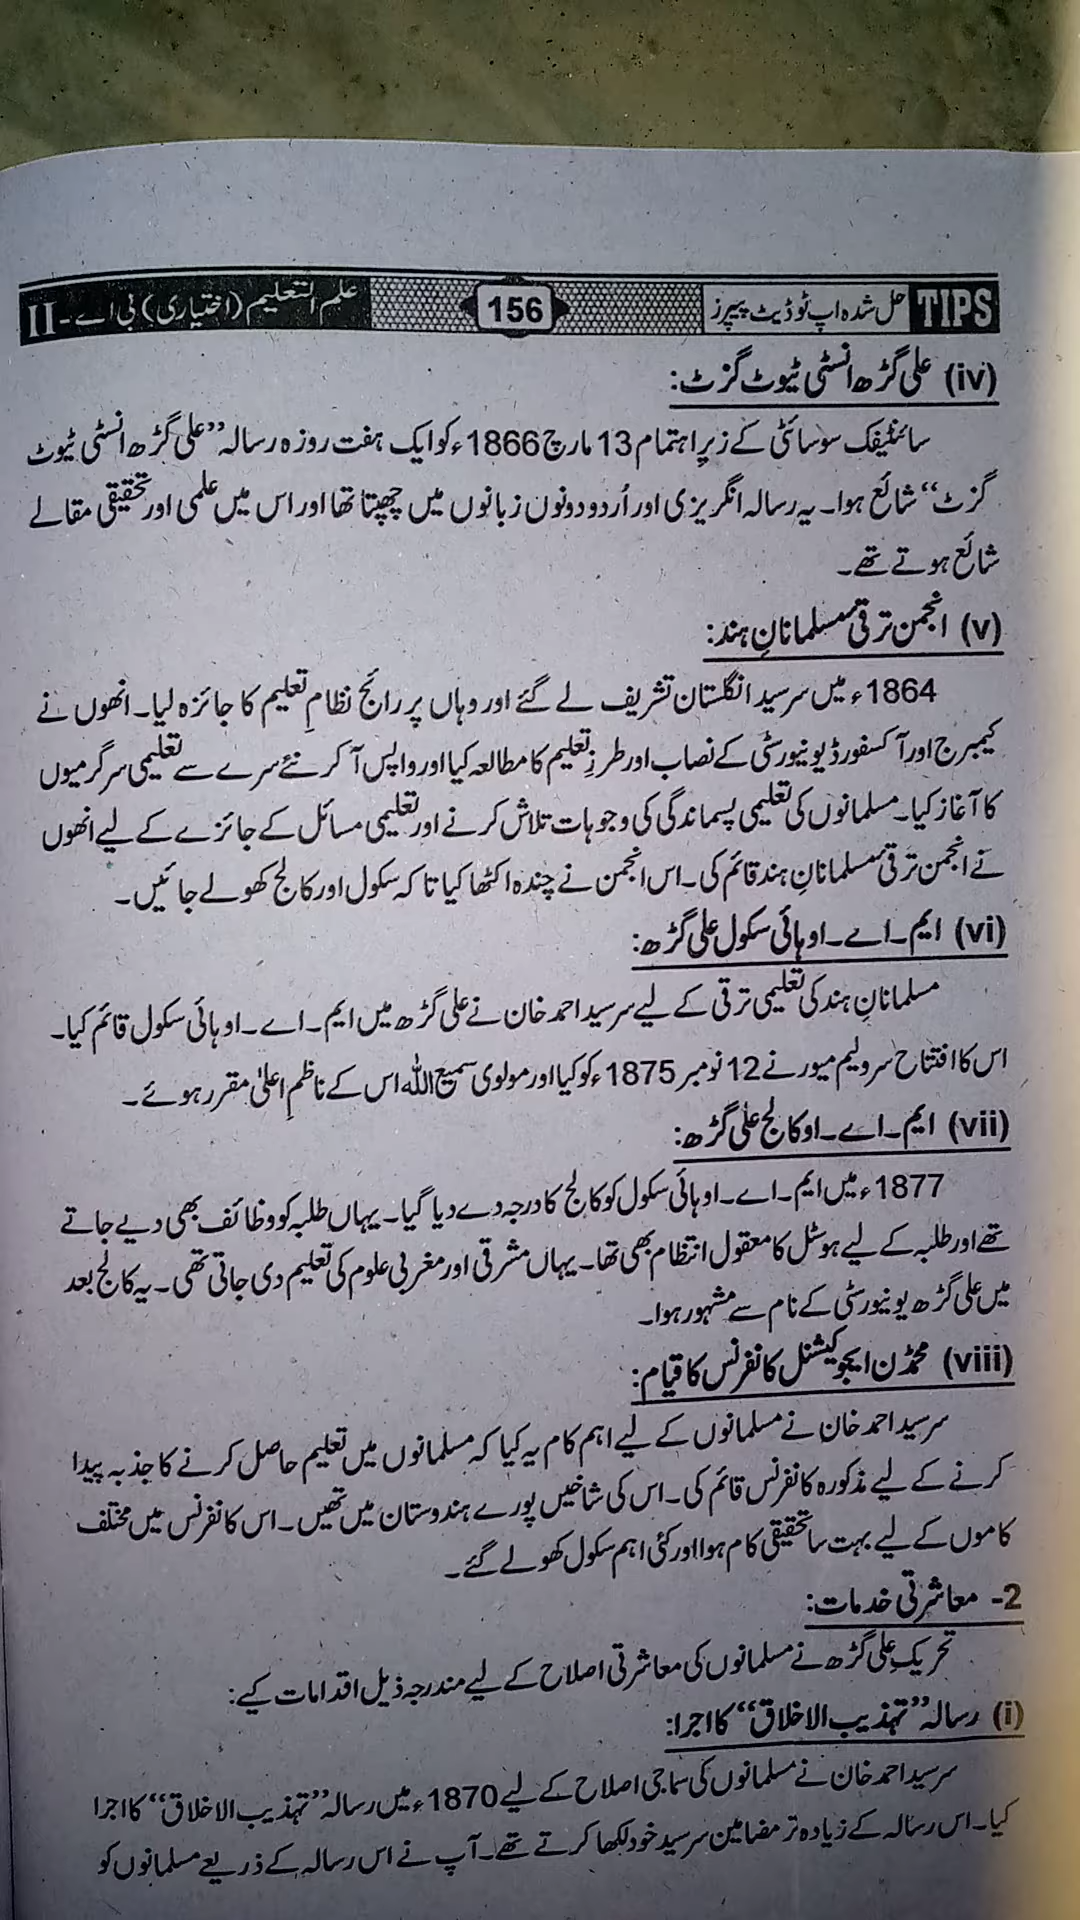 TIPS حل شدہ اپ ٹو ڈیٹ پیپرز 156 علم التعلیم (اختیاری) بی اے-II
(iv) علی گڑھ انسٹی ٹیوٹ گزٹ:
سائنٹیفک سوسائٹی کے زیرِ اہتمام 13 مارچ 1866ء کو ایک ہفت روزہ رسالہ ”علی گڑھ انسٹی ٹیوٹ
گزٹ“ شائع ہوا۔ یہ رسالہ انگریزی اور اُردو دونوں زبانوں میں چھپتا تھا اور اس میں علمی اور تحقیقی مقالے
شائع ہوتے تھے۔
(v) انجمن ترقی مسلمانانِ ہند:
1864ء میں سرسید انگلستان تشریف لے گئے اور وہاں پر رائج نظامِ تعلیم کا جائزہ لیا۔ انھوں نے
کیمبرج اور آکسفورڈ یونیورسٹی کے نصاب اور طرزِ تعلیم کا مطالعہ کیا اور واپس آ کر نئے سرے سے تعلیمی سرگرمیوں
کا آغاز کیا۔ مسلمانوں کی تعلیمی پسماندگی کی وجوہات تلاش کرنے اور تعلیمی مسائل کے جائزے کے لیے انھوں
نے انجمن ترقی مسلمانانِ ہند قائم کی۔ اس انجمن نے چندہ اکٹھا کیا تاکہ سکول اور کالج کھولے جائیں۔
(vi) ایم۔اے۔او ہائی سکول علی گڑھ:
مسلمانانِ ہند کی تعلیمی ترقی کے لیے سرسید احمد خان نے علی گڑھ میں ایم۔اے۔او ہائی سکول قائم کیا۔
اس کا افتتاح سرولیم میور نے 12 نومبر 1875ء کو کیا اور مولوی سمیع اللہ اس کے ناظمِ اعلیٰ مقرر ہوئے۔
(vii) ایم۔اے۔او کالج علی گڑھ:
1877ء میں ایم۔اے۔او ہائی سکول کو کالج کا درجہ دے دیا گیا۔ یہاں طلبہ کو وظائف بھی دیے جاتے
تھے اور طلبہ کے لیے ہوسٹل کا معقول انتظام بھی تھا۔ یہاں مشرقی اور مغربی علوم کی تعلیم دی جاتی تھی۔ یہ کالج بعد
میں علی گڑھ یونیورسٹی کے نام سے مشہور ہوا۔
(viii) محمڈن ایجوکیشنل کانفرنس کا قیام:
سرسید احمد خان نے مسلمانوں کے لیے اہم کام یہ کیا کہ مسلمانوں میں تعلیم حاصل کرنے کا جذبہ پیدا
کرنے کے لیے مذکورہ کانفرنس قائم کی۔ اس کی شاخیں پورے ہندوستان میں تھیں۔ اس کانفرنس میں مختلف
کاموں کے لیے بہت سا تحقیقی کام ہوا اور کئی اہم سکول کھولے گئے۔
2- معاشرتی خدمات:
تحریکِ علی گڑھ نے مسلمانوں کی معاشرتی اصلاح کے لیے مندرجہ ذیل اقدامات کیے:
(i) رسالہ ”تہذیب الاخلاق“ کا اجرا:
سرسید احمد خان نے مسلمانوں کی سماجی اصلاح کے لیے 1870ء میں رسالہ ”تہذیب الاخلاق“ کا اجرا
کیا۔ اس رسالہ کے زیادہ تر مضامین سرسید خود لکھا کرتے تھے۔ آپ نے اس رسالہ کے ذریعے مسلمانوں کو